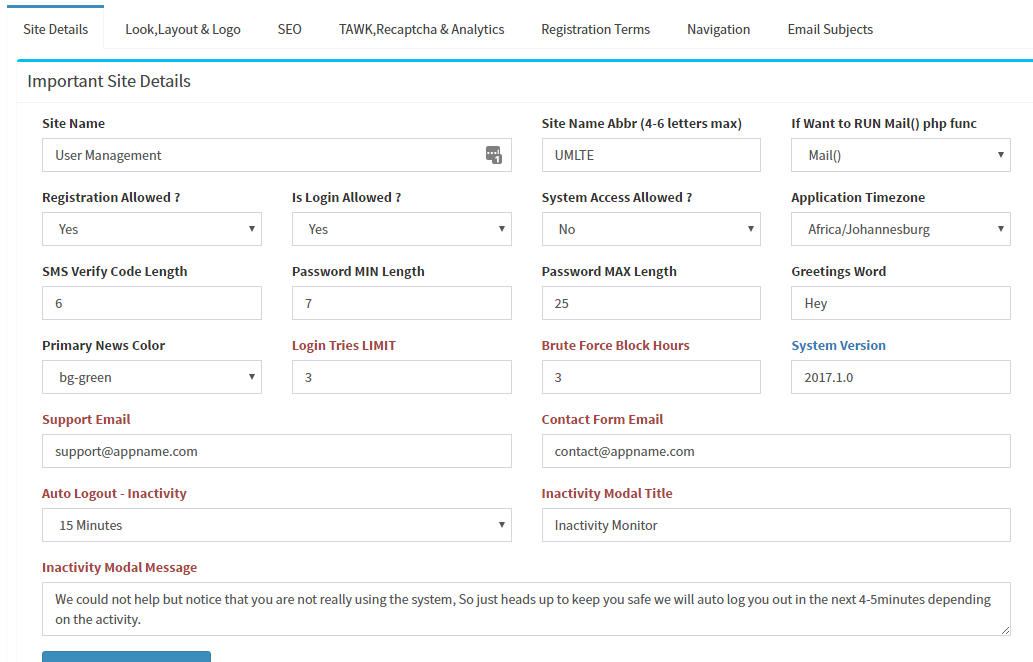 Site Details Look,Layout & Logo SEO TAWK,Recaptcha & Analytics Registration Terms Navigation Email Subjects
Important Site Details
Site Name Site Name Abbr (4-6 letters max) If Want to RUN Mail() php func
User Management 1 UMLTE Mail()
Registration Allowed ? Is Login Allowed ? System Access Allowed ? Application Timezone
Yes Yes No Africa/Johannesburg
SMS Verify Code Length Password MIN Length Password MAX Length Greetings Word
6 7 25 Hey
Primary News Color Login Tries LIMIT Brute Force Block Hours System Version
bg-green 3 3 2017.1.0
Support Email Contact Form Email
support@appname.com contact@appname.com
Auto Logout - Inactivity Inactivity Modal Title
15 Minutes Inactivity Monitor
Inactivity Modal Message
We could not help but notice that you are not really using the system, So just heads up to keep you safe we will auto log you out in the next 4-5minutes depending
on the activity.